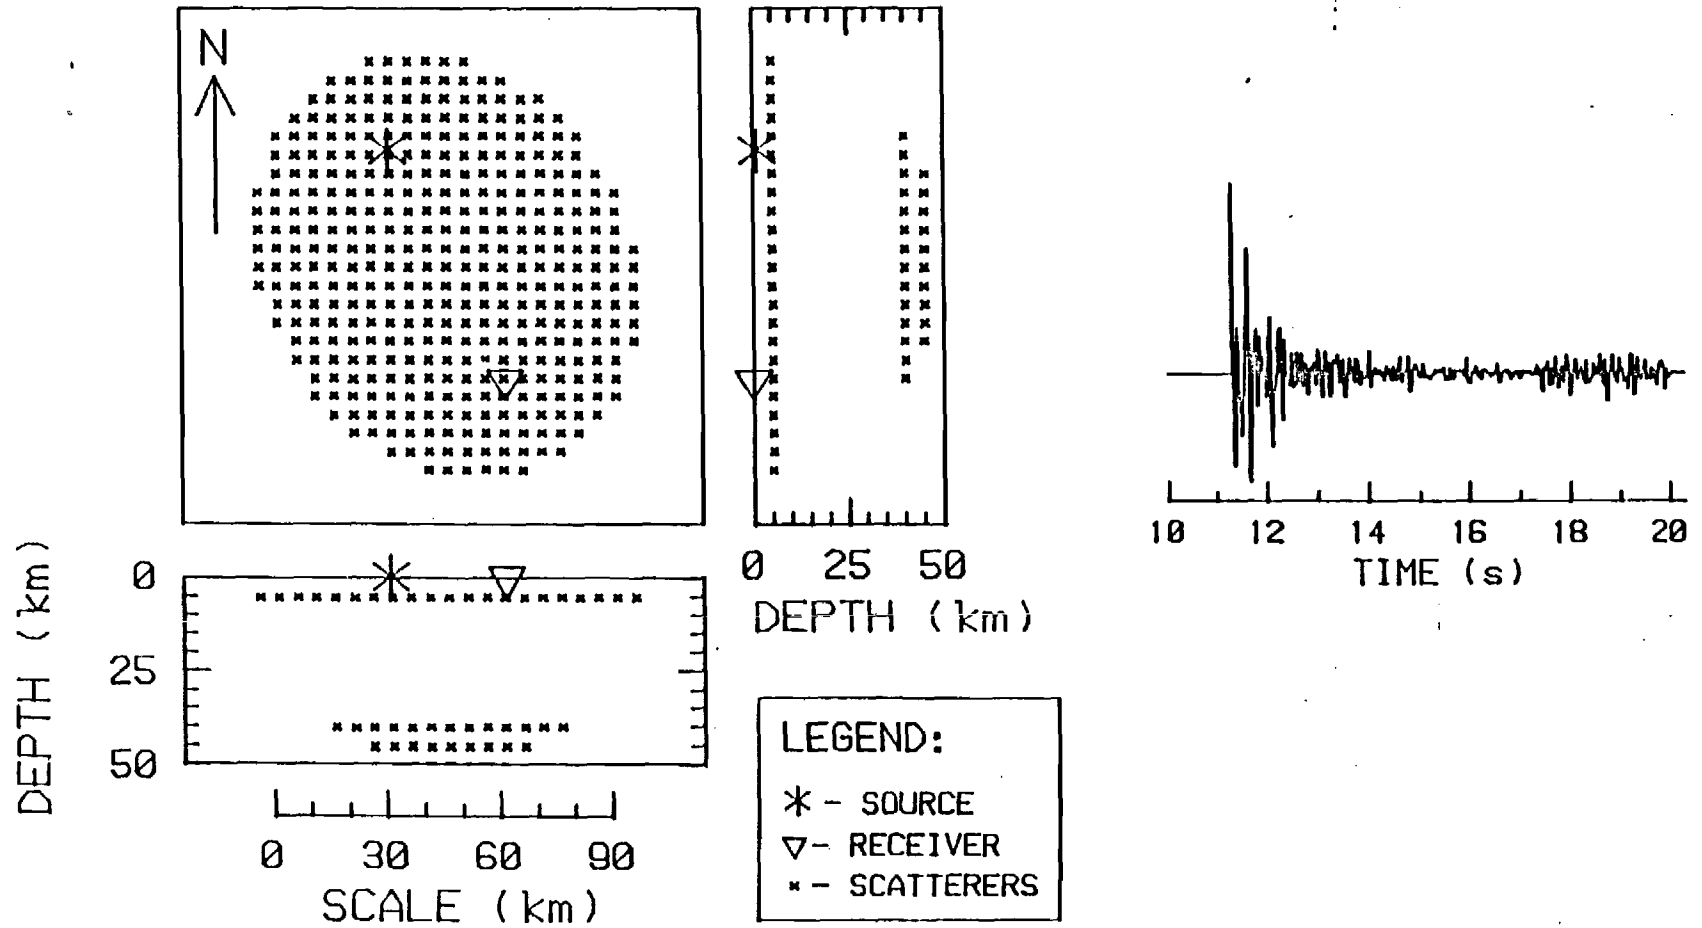 N
0 25 50
DEPTH (km)
10 12 14 16 18 20
TIME (s)
DEPTH (km)
0
25
50
0 30 60 90
SCALE (km)
LEGEND:
* - SOURCE
▽ - RECEIVER
x - SCATTERERS